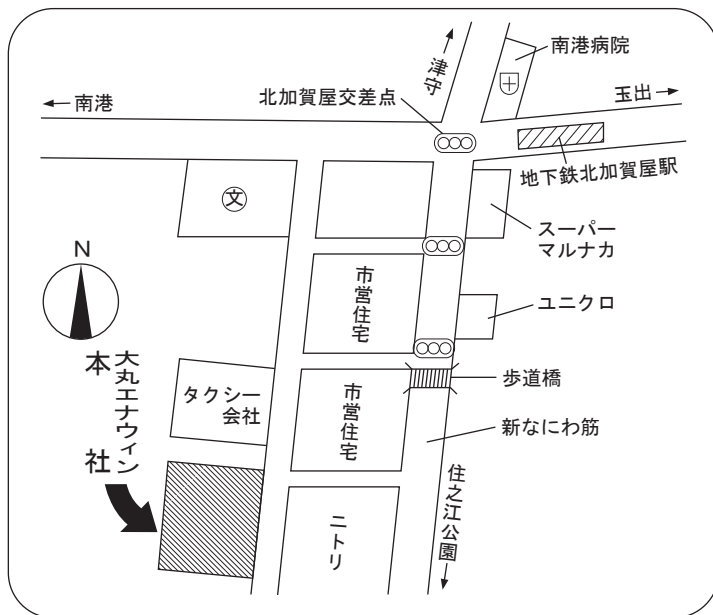 南港病院
津守
玉出
南港
北加賀屋交差点
地下鉄北加賀屋駅
文
スーパー
マルナカ
N
市営住宅
ユニクロ
大丸エナウィン
本社
タクシー
会社
歩道橋
市営住宅
新なにわ筋
住之江公園
ニトリ